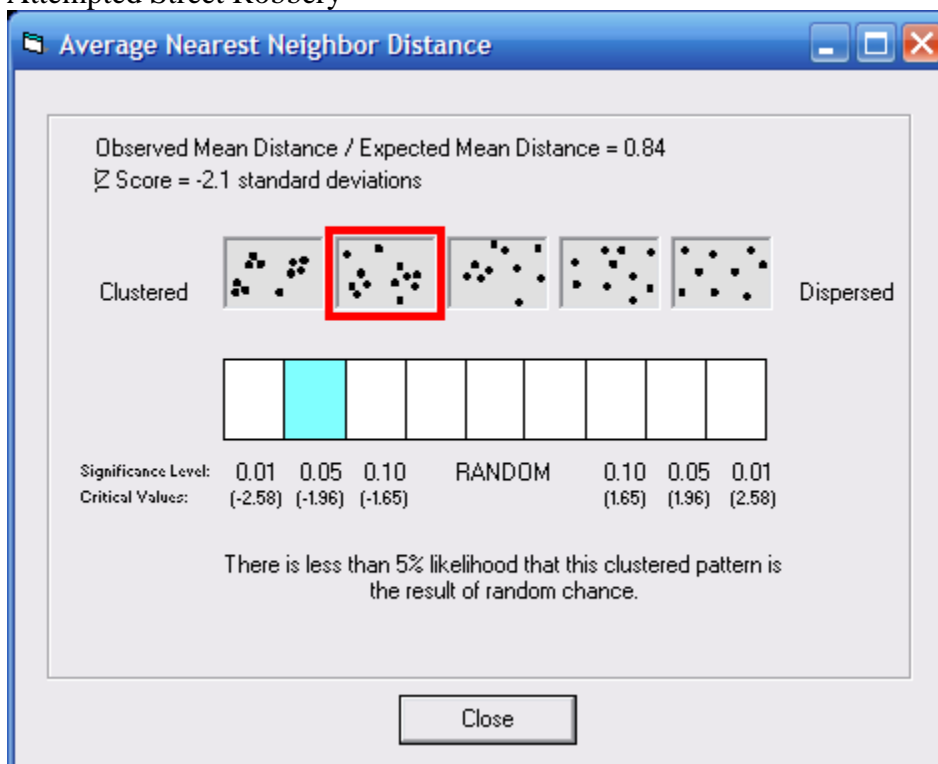 Attempted Street Robbery
Average Nearest Neighbor Distance
Observed Mean Distance / Expected Mean Distance = 0.84
Z Score = -2.1 standard deviations
Clustered Dispersed
Significance Level: 0.01 0.05 0.10 RANDOM 0.10 0.05 0.01
Critical Values: (-2.58) (-1.96) (-1.65) (1.65) (1.96) (2.58)
There is less than 5% likelihood that this clustered pattern is
the result of random chance.
Close